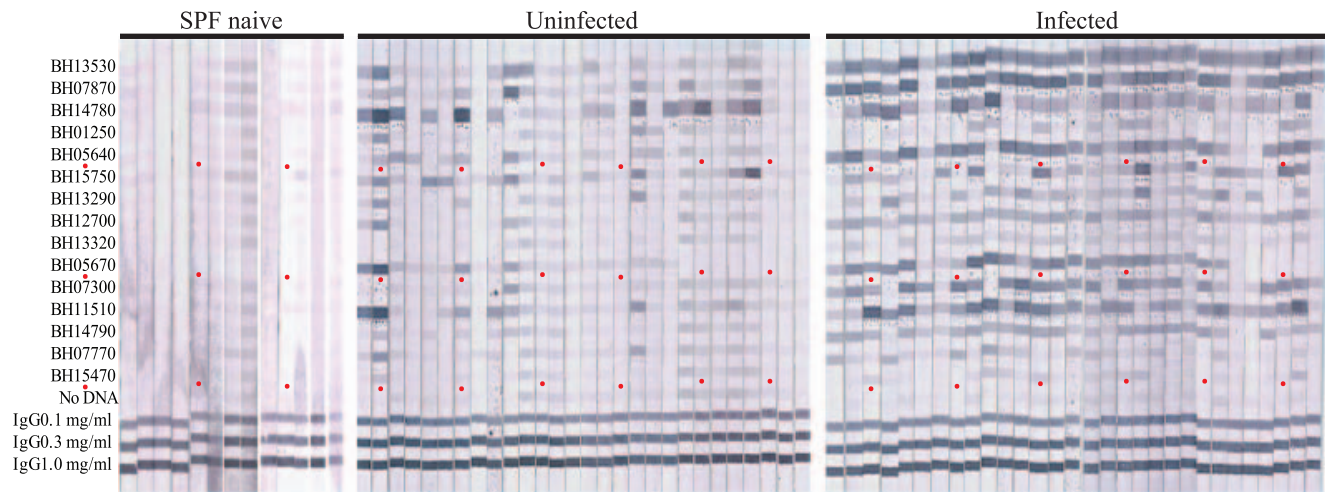 SPF naive Uninfected Infected
BH13530
BH07870
BH14780
BH01250
BH05640
BH15750
BH13290
BH12700
BH13320
BH05670
BH07300
BH11510
BH14790
BH07770
BH15470
No DNA
IgG0.1 mg/ml
IgG0.3 mg/ml
IgG1.0 mg/ml